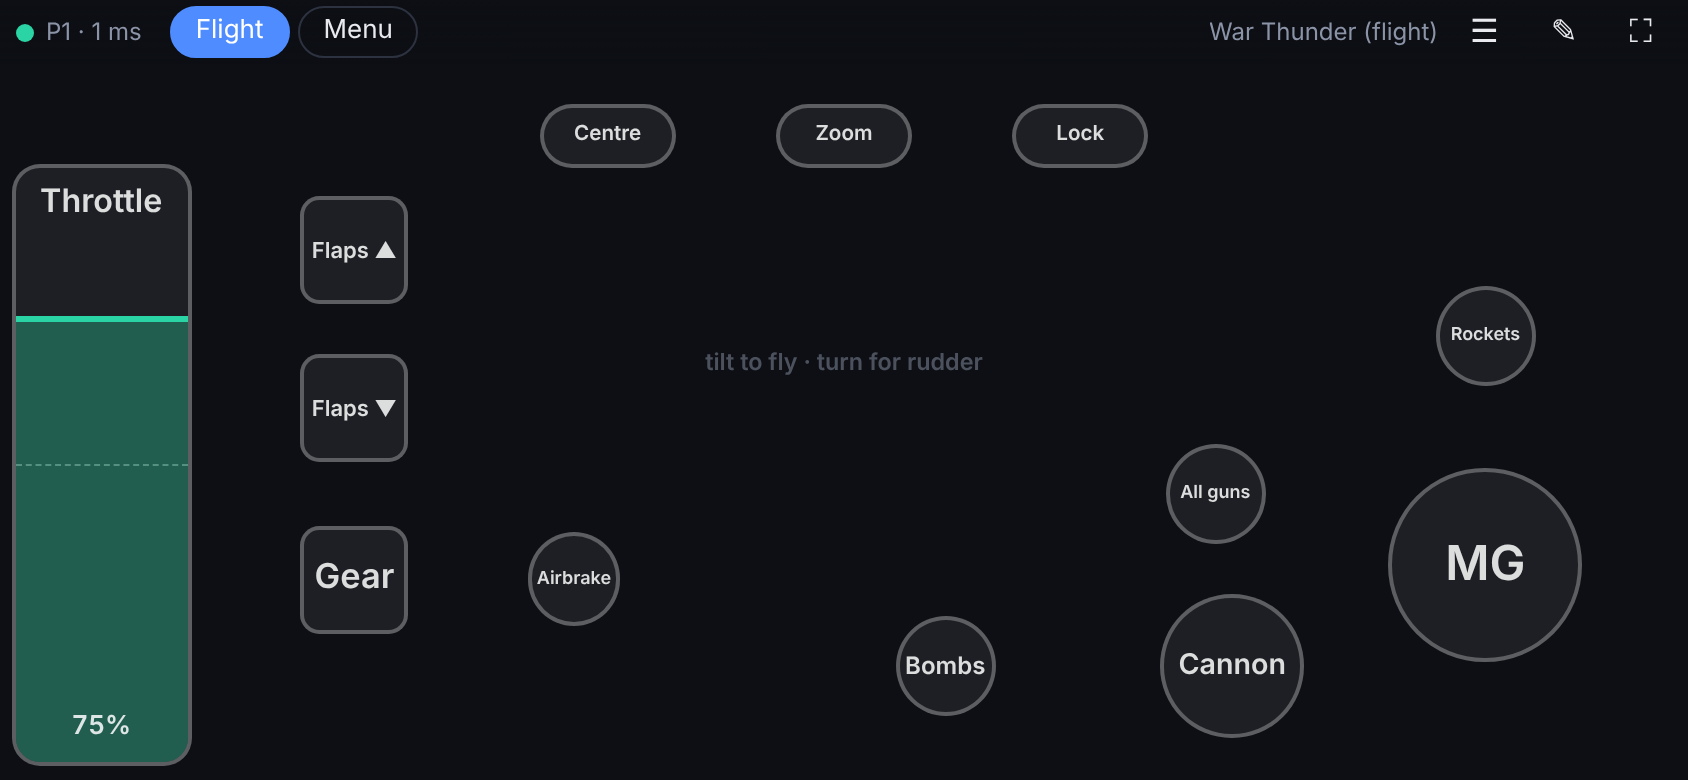 P1 · 1 ms
Flight
Menu
War Thunder (flight)
Centre
Zoom
Lock
Throttle
Flaps ▲
Flaps ▼
tilt to fly · turn for rudder
Rockets
All guns
MG
Gear
Airbrake
Bombs
Cannon
75%